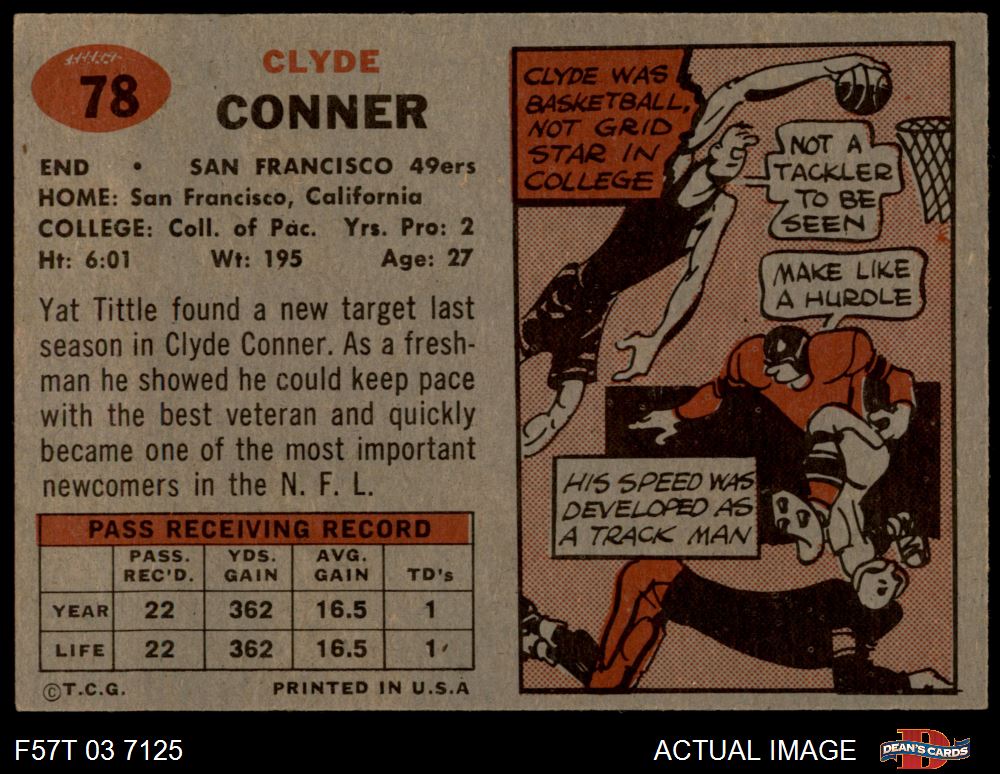 78
CLYDE
CONNER
END • SAN FRANCISCO 49ers
HOME: San Francisco, California
COLLEGE: Coll. of Pac. Yrs. Pro: 2
Ht: 6:01 Wt: 195 Age: 27
Yat Tittle found a new target last
season in Clyde Conner. As a fresh-
man he showed he could keep pace
with the best veteran and quickly
became one of the most important
newcomers in the N. F. L.
PASS RECEIVING RECORD
PASS. REC'D. YDS. GAIN AVG. GAIN TD's
YEAR 22 362 16.5 1
LIFE 22 362 16.5 1
©T.C.G. PRINTED IN U.S.A
CLYDE WAS
BASKETBALL,
NOT GRID
STAR IN
COLLEGE
NOT A
TACKLER
TO BE
SEEN
MAKE LIKE
A HURDLE
HIS SPEED WAS
DEVELOPED AS
A TRACK MAN
F57T 03 7125 ACTUAL IMAGE DEAN'S CARDS